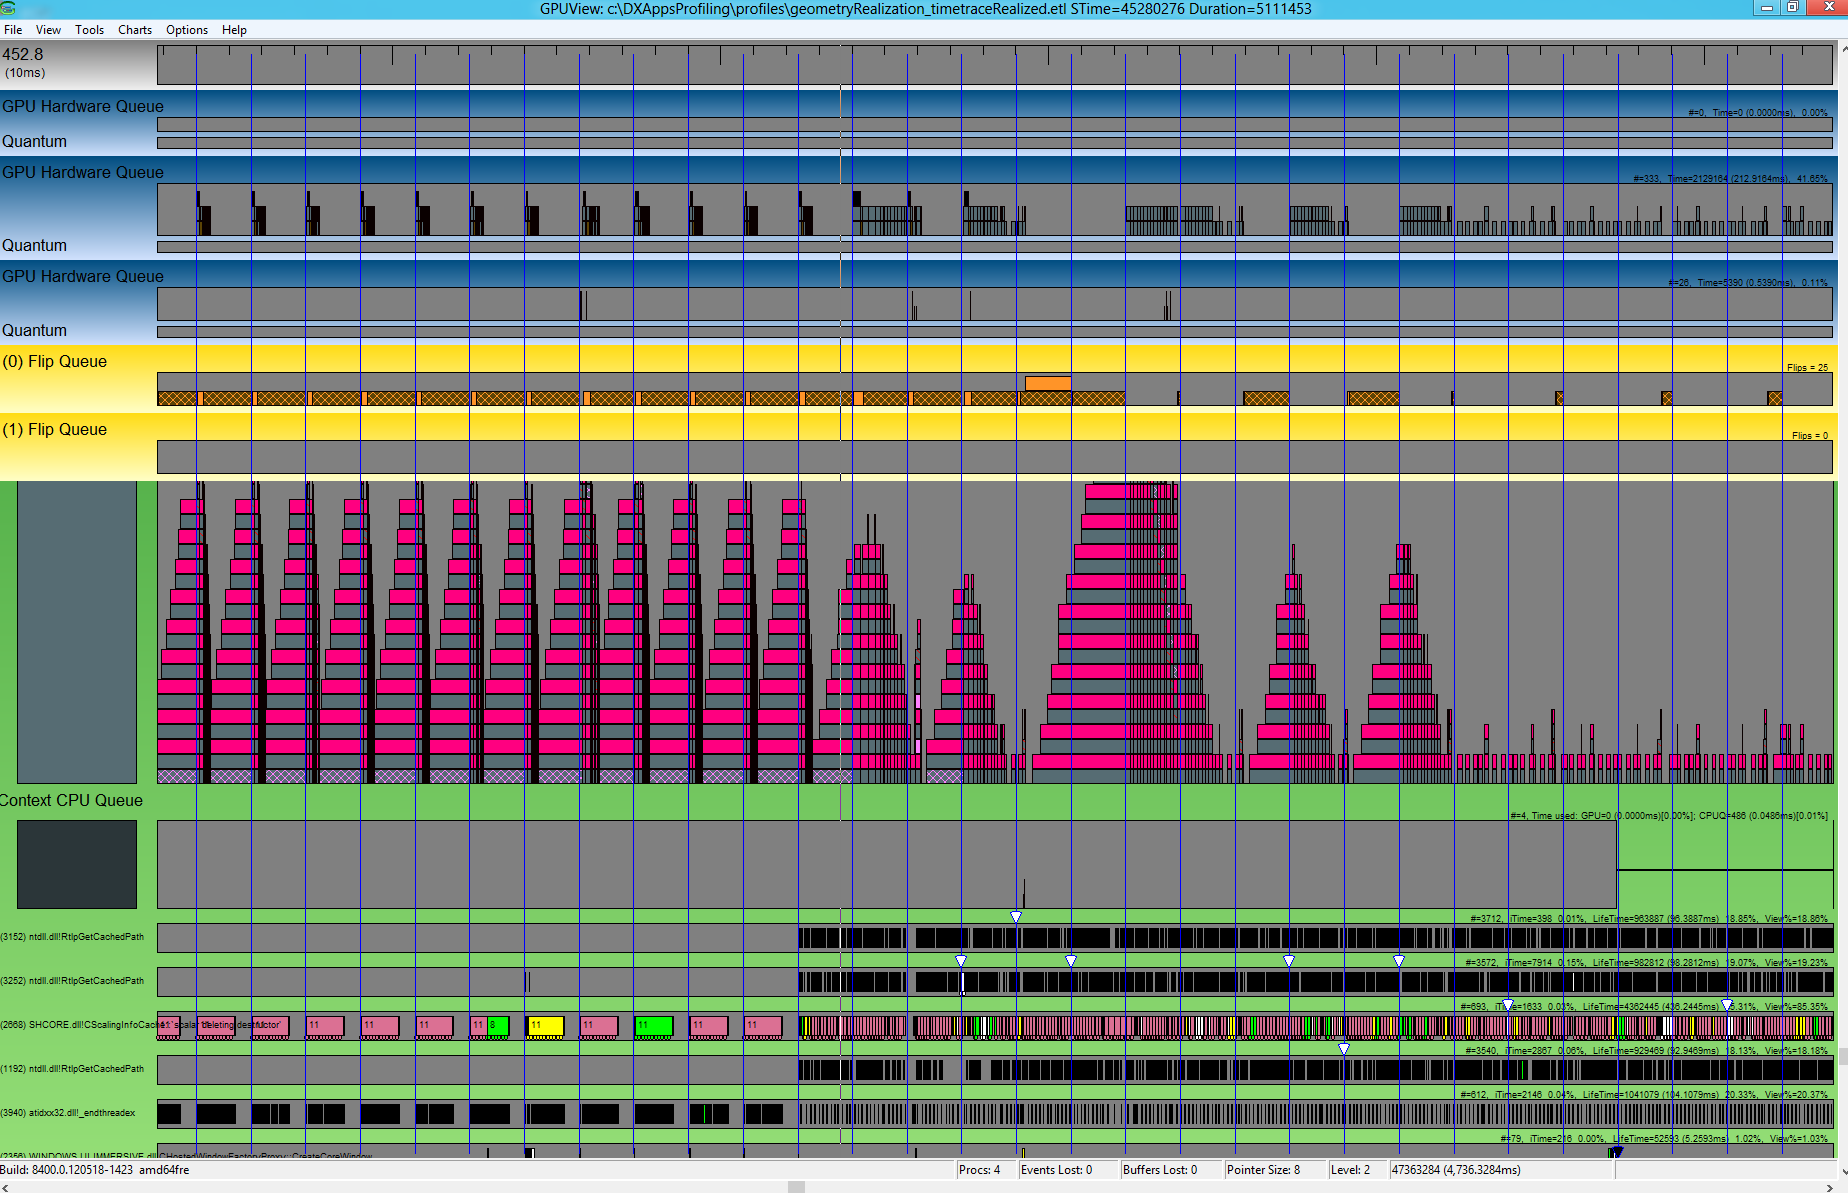 GPUView: c:\DXAppsProfiling\profiles\geometryRealization_timetraceRealized.etl STime=45280276 Duration=5111453
File View Tools Charts Options Help
452.8
(10ms)
GPU Hardware Queue
#=0, Time=0 (0.0000ms), 0.00%
Quantum
GPU Hardware Queue
#=333, Time=2129164 (212.9164ms), 41.65%
Quantum
GPU Hardware Queue
#=26, Time=5390 (0.5390ms), 0.11%
Quantum
(0) Flip Queue
Flips = 25
(1) Flip Queue
Flips = 0
Context CPU Queue
#=4, Time used: GPU=0 (0.0000ms)[0.00%]; CPUQ=486 (0.0486ms)[0.01%]
#=3712, iTime=398 0.01%, LifeTime=963887 (96.3887ms) 18.85%, View%=18.86%
(3152) ntdll.dll!RtlpGetCachedPath
#=3572, iTime=7914 0.15%, LifeTime=982812 (98.2812ms) 19.07%, View%=19.23%
(3252) ntdll.dll!RtlpGetCachedPath
#=693, iTime=1633 0.03%, LifeTime=4362445 (436.2445ms) 85.31%, View%=85.35%
(2668) SHCORE.dll!CScalingInfoCache::`scalar deleting destructor'
11 11 11 11 8 11 11 11 11 11
#=3540, iTime=2867 0.06%, LifeTime=929469 (92.9469ms) 18.13%, View%=18.18%
(1192) ntdll.dll!RtlpGetCachedPath
#=612, iTime=2146 0.04%, LifeTime=1041079 (104.1079ms) 20.33%, View%=20.37%
(3940) atidxx32.dll!_endthreadex
#=79, iTime=216 0.00%, LifeTime=52593 (5.2593ms) 1.02%, View%=1.03%
(2356) WINDOWS.UI.IMMERSIVE.dll!CHostedWindowFactoryProxy::CreateCoreWindow
Build: 8400.0.120518-1423 amd64fre Procs: 4 Events Lost: 0 Buffers Lost: 0 Pointer Size: 8 Level: 2 47363284 (4,736.3284ms)